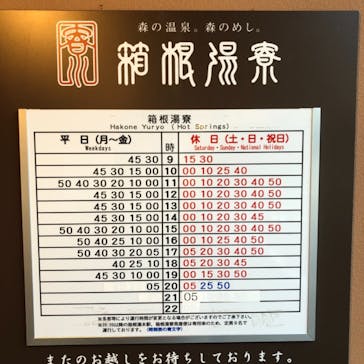 森の温泉。森のめし。
箱根湯寮
箱根湯寮
Hakone Yuryo (Hot Springs)
平日(月~金) 休日(土・日・祝日)
Weekdays 時 Saturday・Sunday・National Holidays
45 30 9 15 30
45 30 15 00 10 00 10 25 40
50 40 30 20 10 00 11 00 10 20 30 40 50
45 30 15 00 12 00 10 20 30 40 50
45 30 15 00 13 00 10 20 30 40 50
45 30 15 00 14 00 10 20 30 45
50 40 30 20 15 00 15 00 10 20 30 40 50
50 40 25 10 00 16 00 10 20 30 40 50
50 40 30 20 10 00 17 00 10 20 30 40 50
40 25 10 18 00 20 30 45
45 30 15 00 19 00 15 30 50
05 20 05 25 50
21 05
22
またのお越しをお待ちしております。